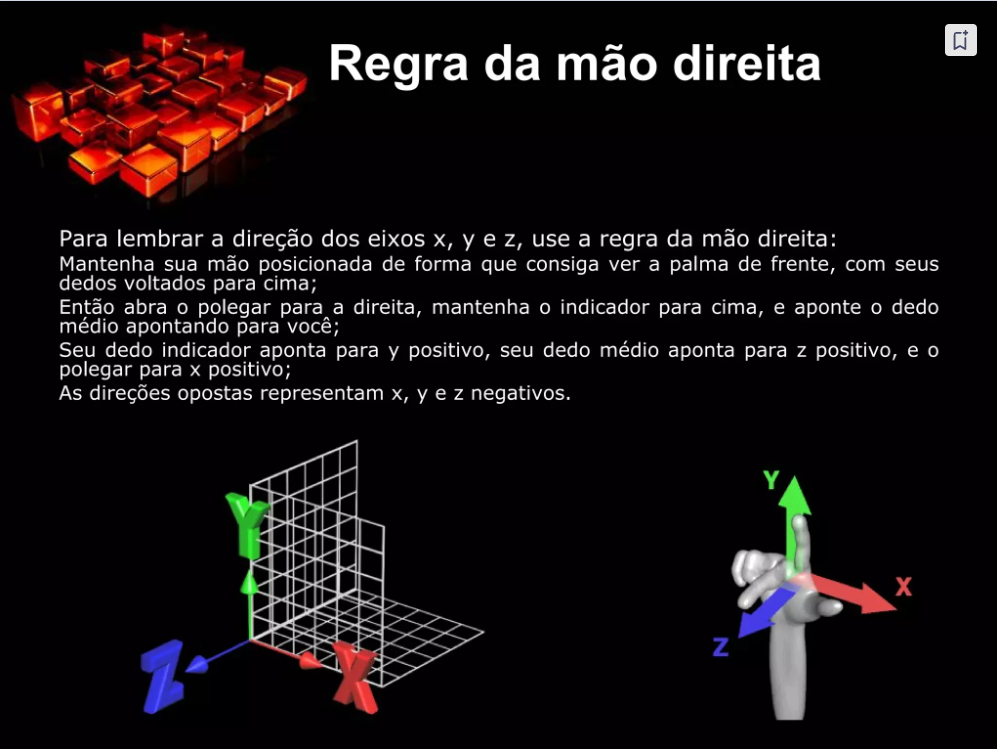 Regra da mão direita
Para lembrar a direção dos eixos x, y e z, use a regra da mão direita:
Mantenha sua mão posicionada de forma que consiga ver a palma de frente, com seus
dedos voltados para cima;
Então abra o polegar para a direita, mantenha o indicador para cima, e aponte o dedo
médio apontando para você;
Seu dedo indicador aponta para y positivo, seu dedo médio aponta para z positivo, e o
polegar para x positivo;
As direções opostas representam x, y e z negativos.
Y
Z
X
Y
X
Z